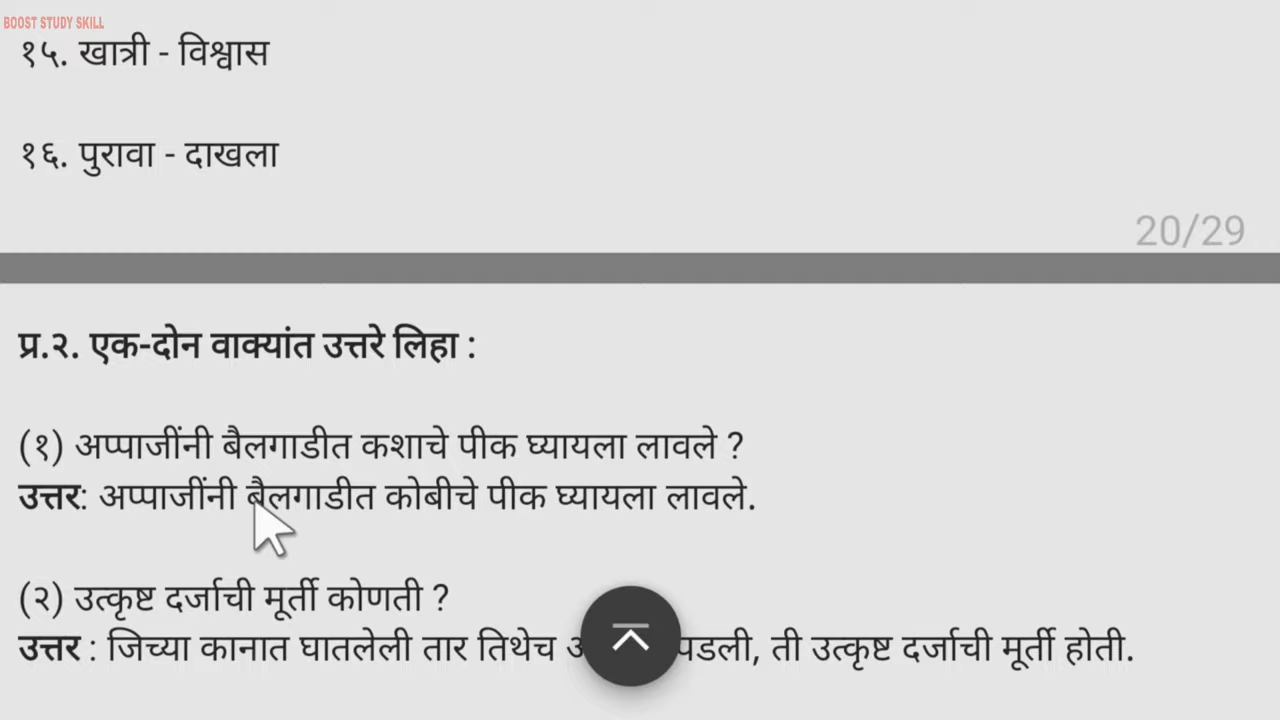 BOOST STUDY SKILL
१५. खात्री - विश्वास
१६. पुरावा - दाखला
20/29
प्र.२. एक-दोन वाक्यांत उत्तरे लिहा :
(१) अप्पाजींनी बैलगाडीत कशाचे पीक घ्यायला लावले ?
उत्तर: अप्पाजींनी बैलगाडीत कोबीचे पीक घ्यायला लावले.
(२) उत्कृष्ट दर्जाची मूर्ती कोणती ?
उत्तर : जिच्या कानात घातलेली तार तिथेच पडली, ती उत्कृष्ट दर्जाची मूर्ती होती.